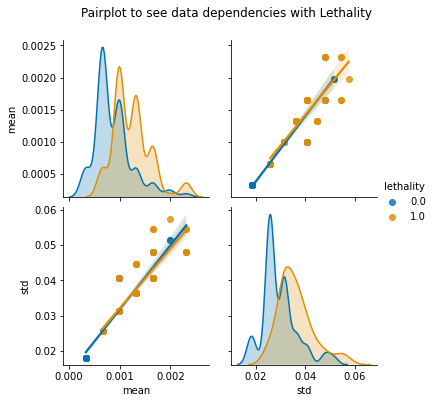 Pairplot to see data dependencies with Lethality
0.0025
0.0020
0.0015
0.0010
0.0005
mean
0.06
0.05
0.04
0.03
0.02
std
0.000 0.001 0.002
mean
0.02 0.04 0.06
std
lethality
0.0
1.0